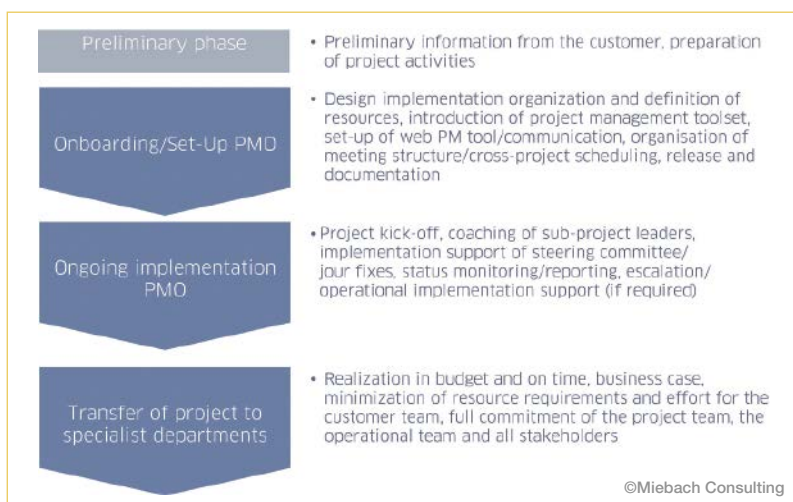 Preliminary phase
• Preliminary information from the customer, preparation
of project activities
Onboarding/Set-Up PMO
• Design implementation organization and definition of
resources, introduction of project management toolset,
set-up of web PM tool/communication, organisation of
meeting structure/cross-project scheduling, release and
documentation
Ongoing implementation
PMO
• Project kick-off, coaching of sub-project leaders,
implementation support of steering committee/
jour fixes, status monitoring/reporting, escalation/
operational implementation support (if required)
Transfer of project to
specialist departments
• Realization in budget and on time, business case,
minimization of resource requirements and effort for the
customer team, full commitment of the project team, the
operational team and all stakeholders
©Miebach Consulting